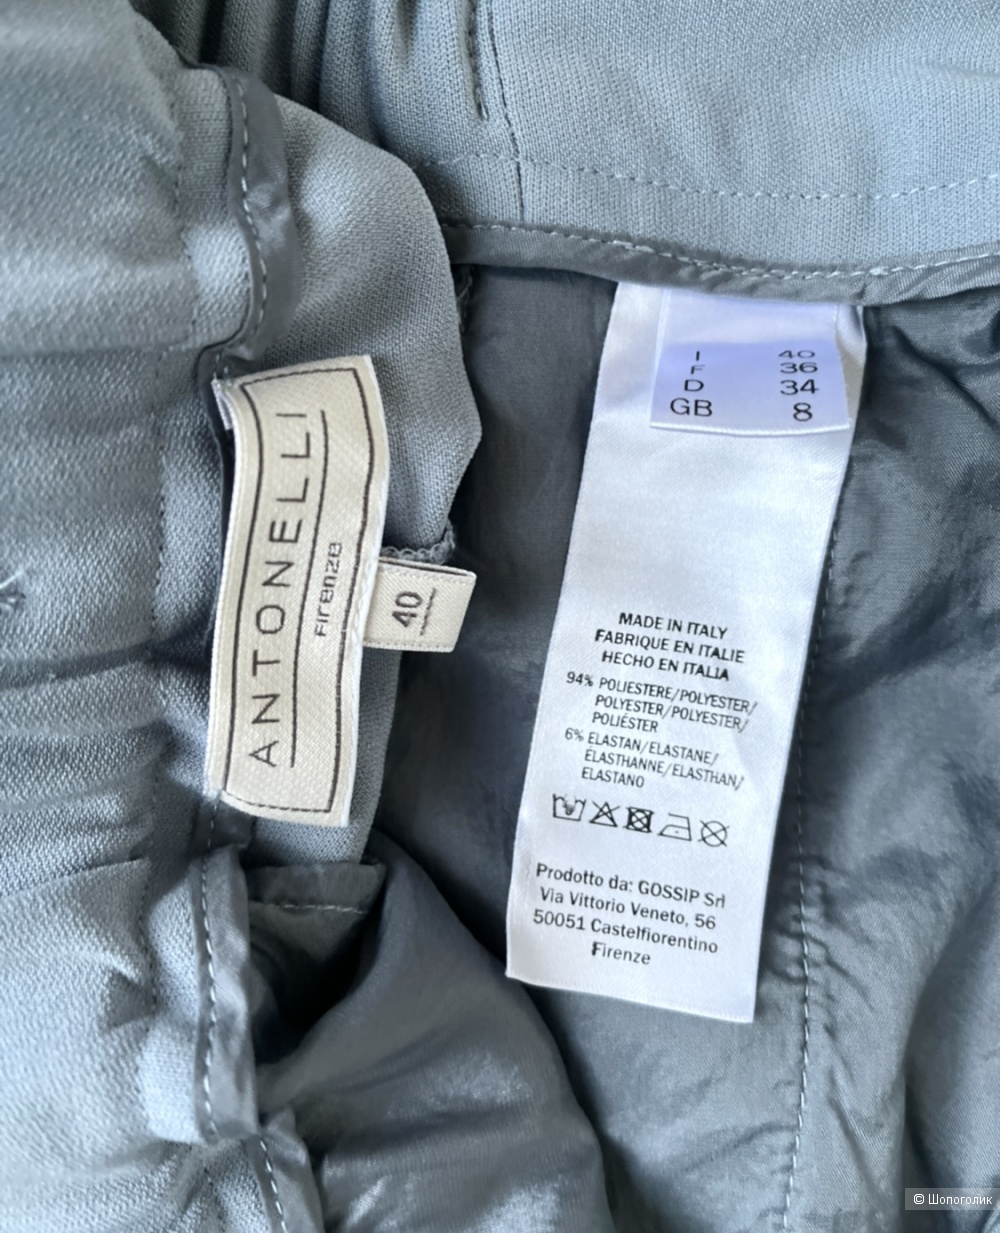 ANTONELLI
Firenze
40
I 40
F 36
D 34
GB 8
MADE IN ITALY
FABRIQUE EN ITALIE
HECHO EN ITALIA
94% POLIESTERE/POLYESTER/
POLYESTER/POLYESTER/
POLIÉSTER
6% ELASTAN/ELASTANE/
ÉLASTHANNE/ELASTHAN/
ELASTANO
Prodotto da: GOSSIP Srl
Via Vittorio Veneto, 56
50051 Castelfiorentino
Firenze
© Шопоголик